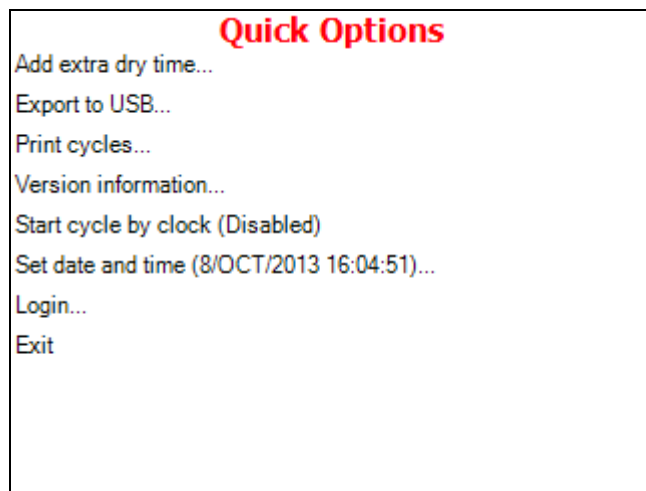 Quick Options
Add extra dry time...
Export to USB...
Print cycles...
Version information...
Start cycle by clock (Disabled)
Set date and time (8/OCT/2013 16:04:51)...
Login...
Exit